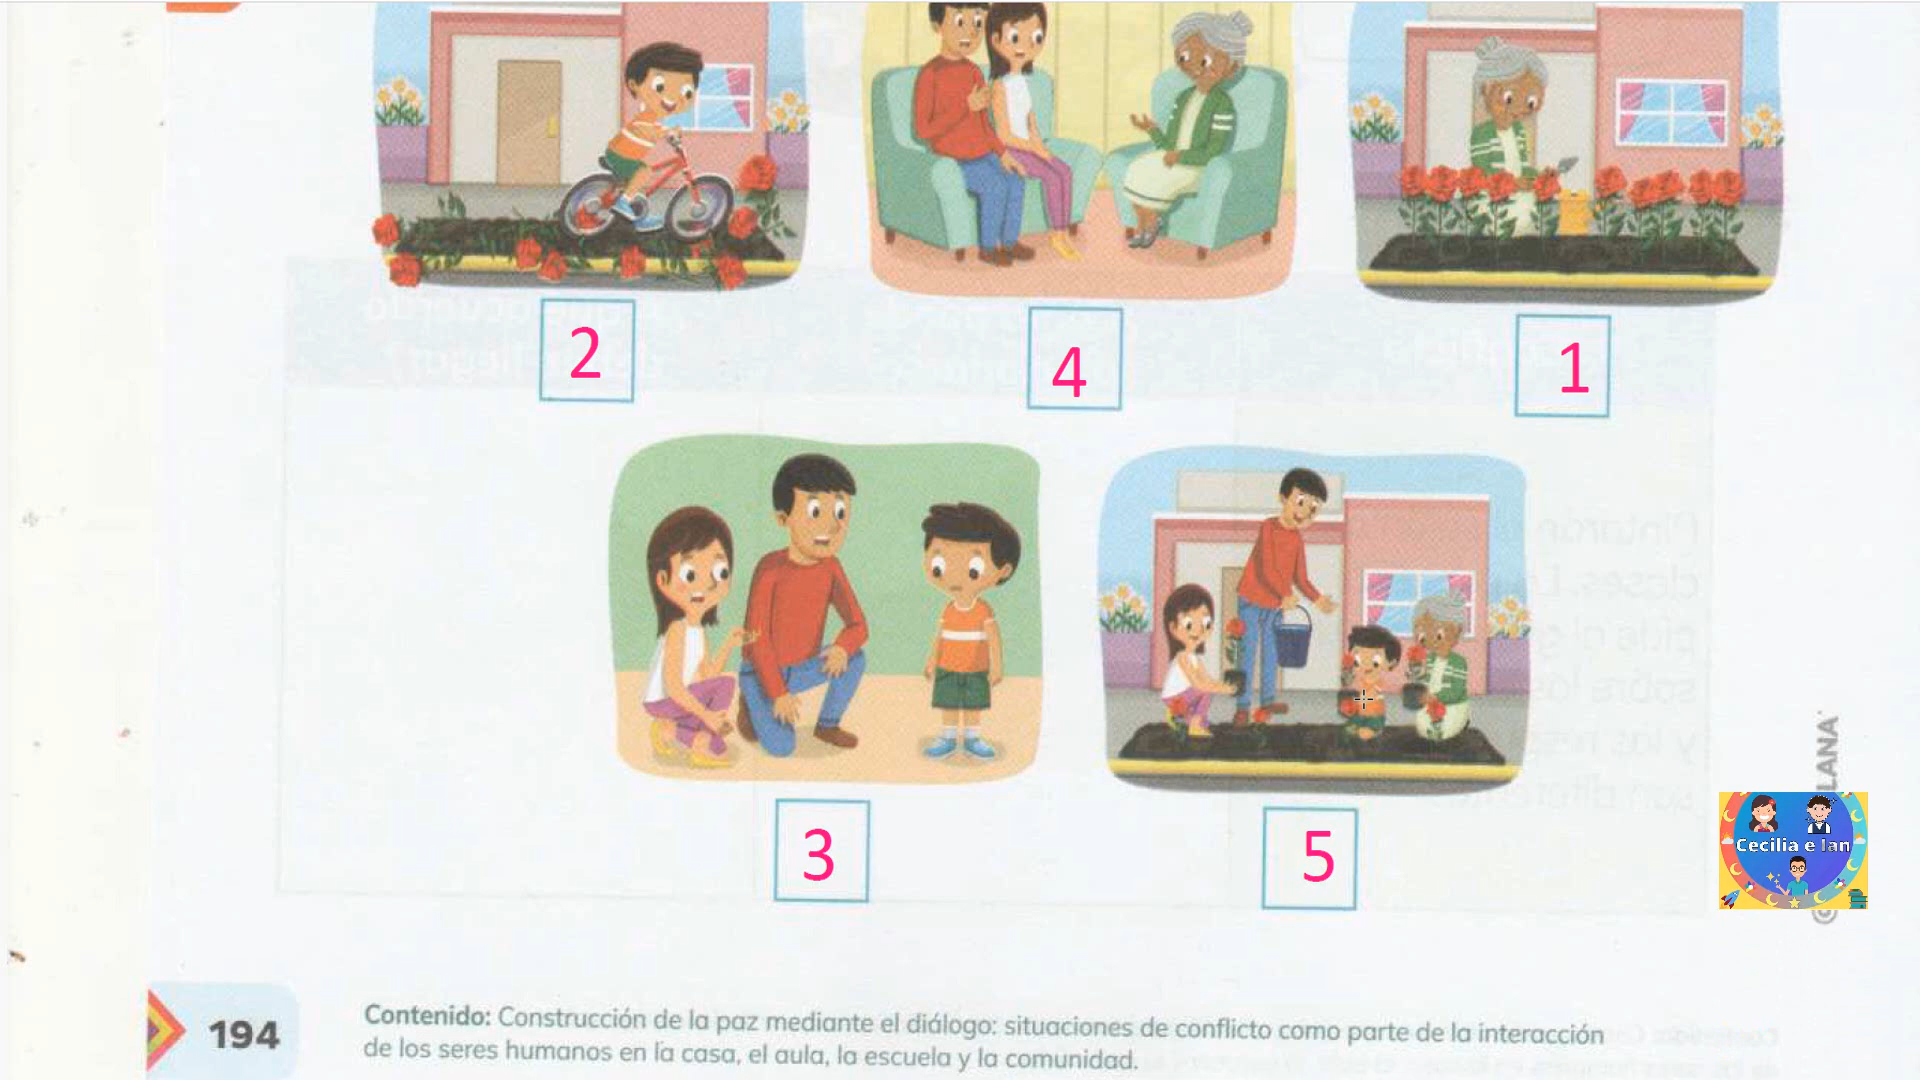 2
4
1
3
5
LANA
Cecilia e Ian
194
Contenido: Construcción de la paz mediante el diálogo: situaciones de conflicto como parte de la interacción
de los seres humanos en la casa, el aula, la escuela y la comunidad.